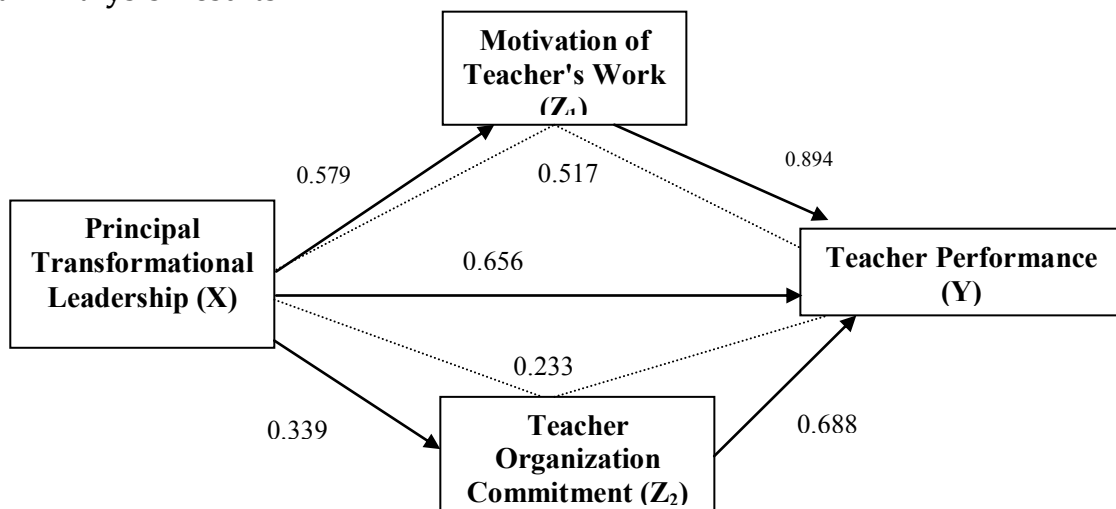 Motivation of
Teacher's Work
(Z1)
0.579
0.517
0.894
Principal
Transformational
Leadership (X)
0.656
Teacher Performance
(Y)
0.233
0.339
0.688
Teacher
Organization
Commitment (Z2)